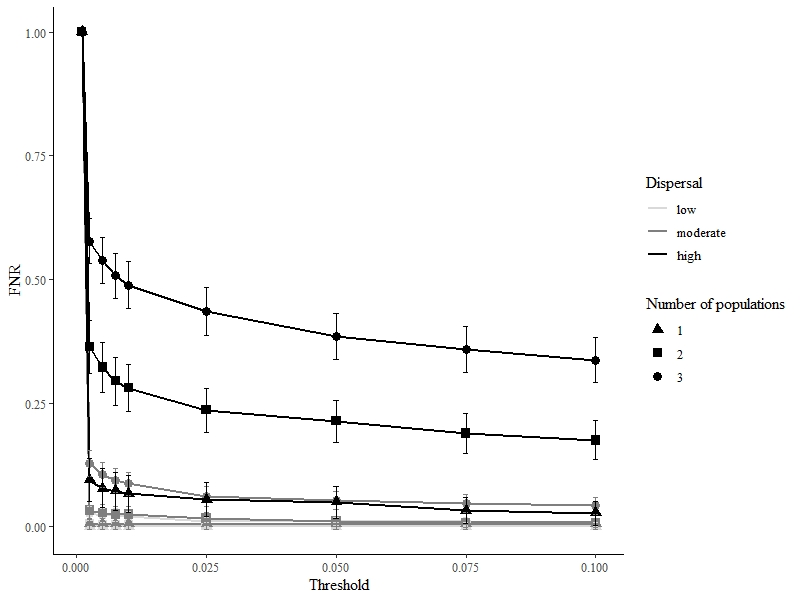 1.00
0.75
0.50
0.25
0.00
FNR
0.000 0.025 0.050 0.075 0.100
Threshold
Dispersal
low
moderate
high
Number of populations
1
2
3